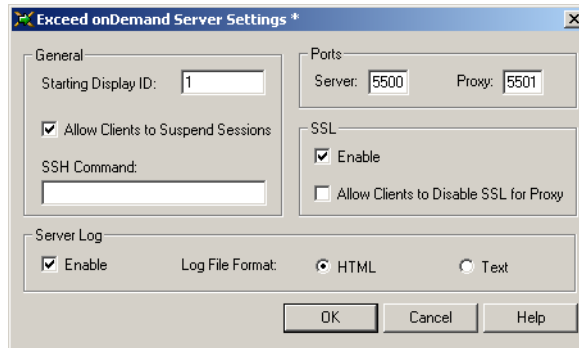 Exceed onDemand Server Settings *
General
Starting Display ID: 1
Allow Clients to Suspend Sessions
SSH Command:
Ports
Server: 5500 Proxy: 5501
SSL
Enable
Allow Clients to Disable SSL for Proxy
Server Log
Enable Log File Format: HTML Text
OK Cancel Help